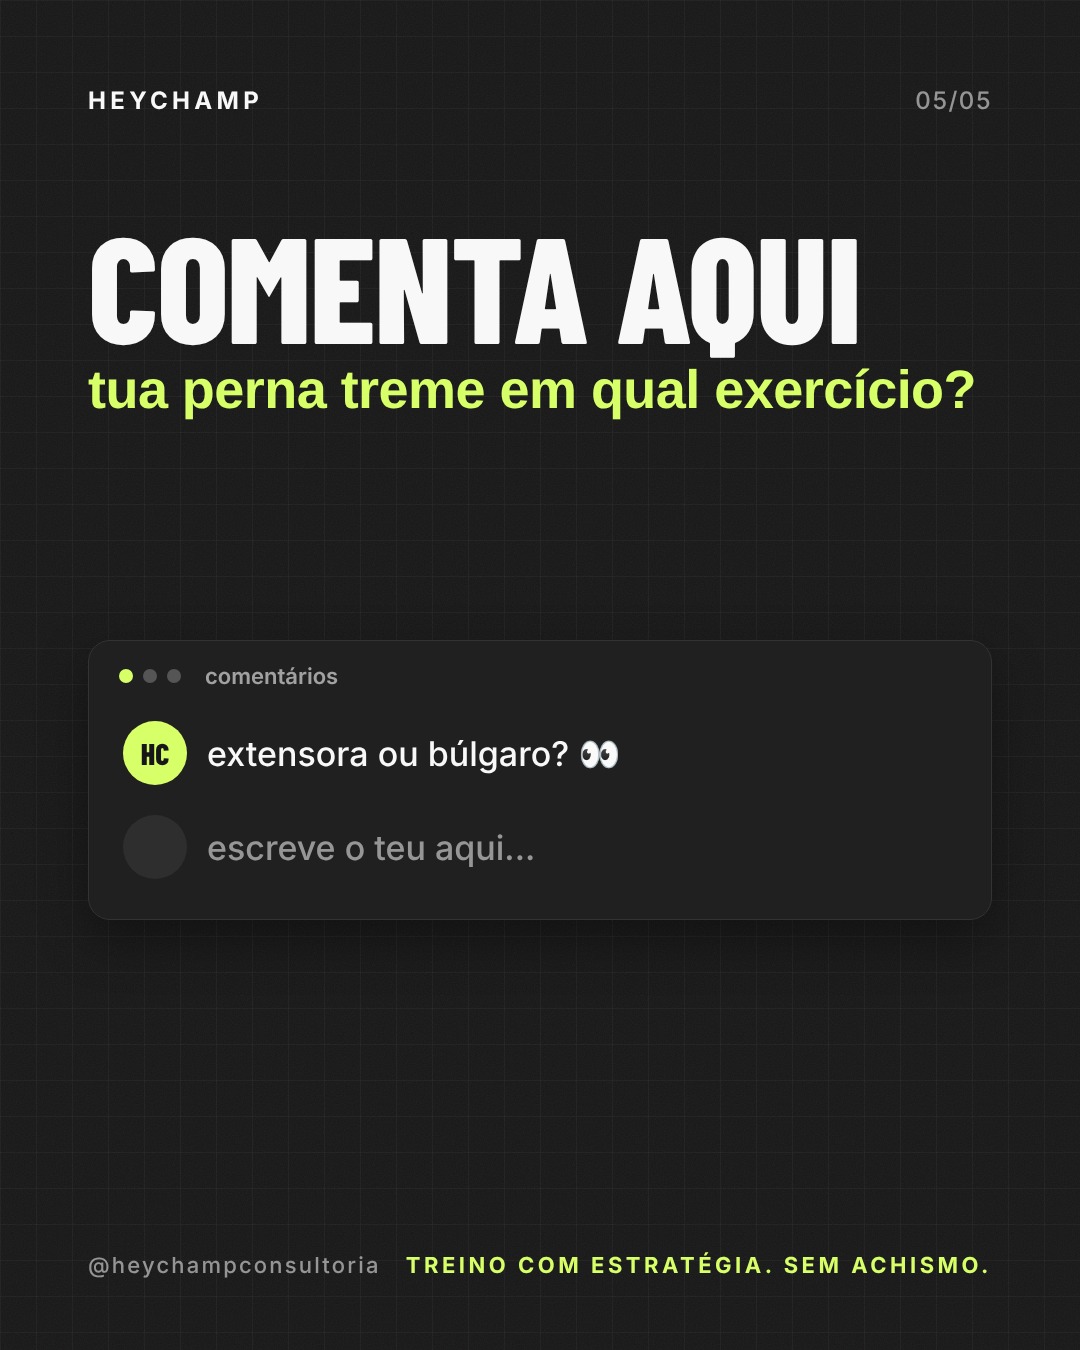 HEYCHAMP 05/05
COMENTA AQUI
tua perna treme em qual exercício?
comentários
HC extensora ou búlgaro? 👀
escreve o teu aqui...
@heychampconsultoria TREINO COM ESTRATÉGIA. SEM ACHISMO.